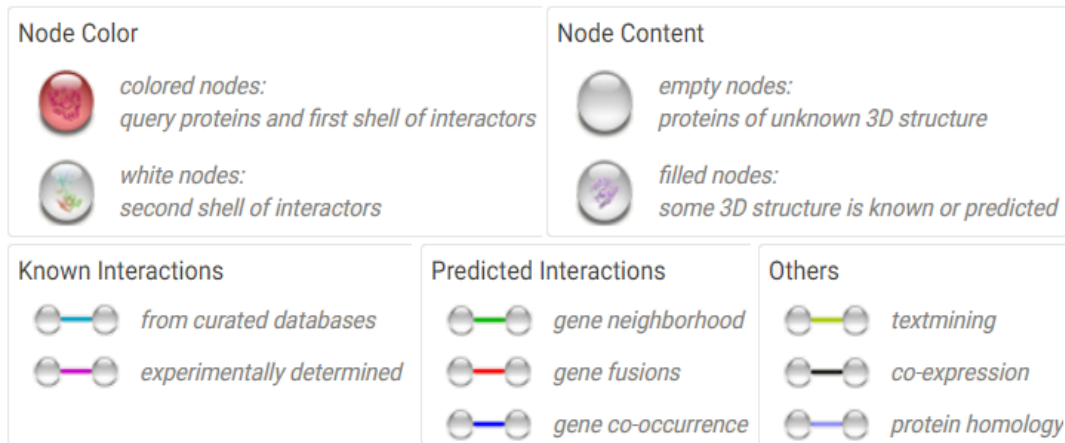 Node Color
colored nodes:
query proteins and first shell of interactors
white nodes:
second shell of interactors
Node Content
empty nodes:
proteins of unknown 3D structure
filled nodes:
some 3D structure is known or predicted
Known Interactions
from curated databases
experimentally determined
Predicted Interactions
gene neighborhood
gene fusions
gene co-occurrence
Others
textmining
co-expression
protein homology